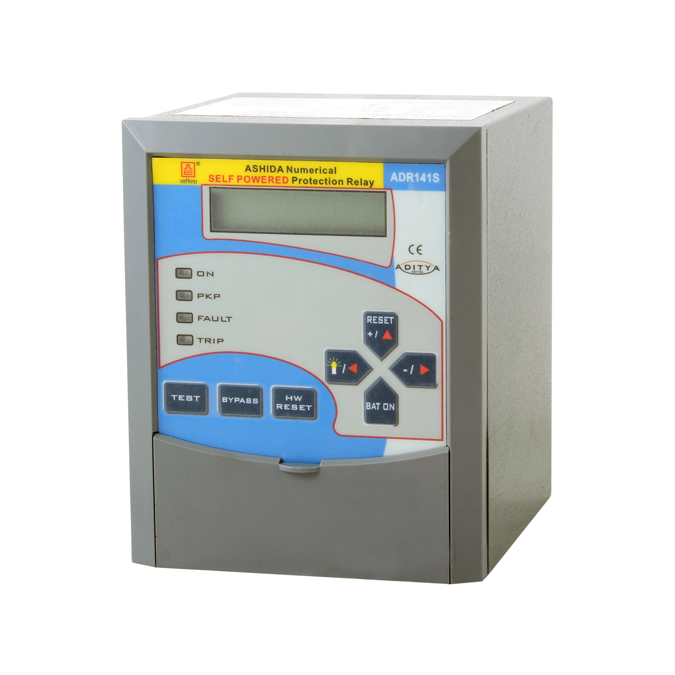 ASHIDA Numerical
SELF POWERED Protection Relay
ADR141S
®
आशिदा
CE
ADITYA
ON
PKP
FAULT
TRIP
RESET
+/▲
/◀
-/▶
BAT ON
TEST
BYPASS
HW
RESET